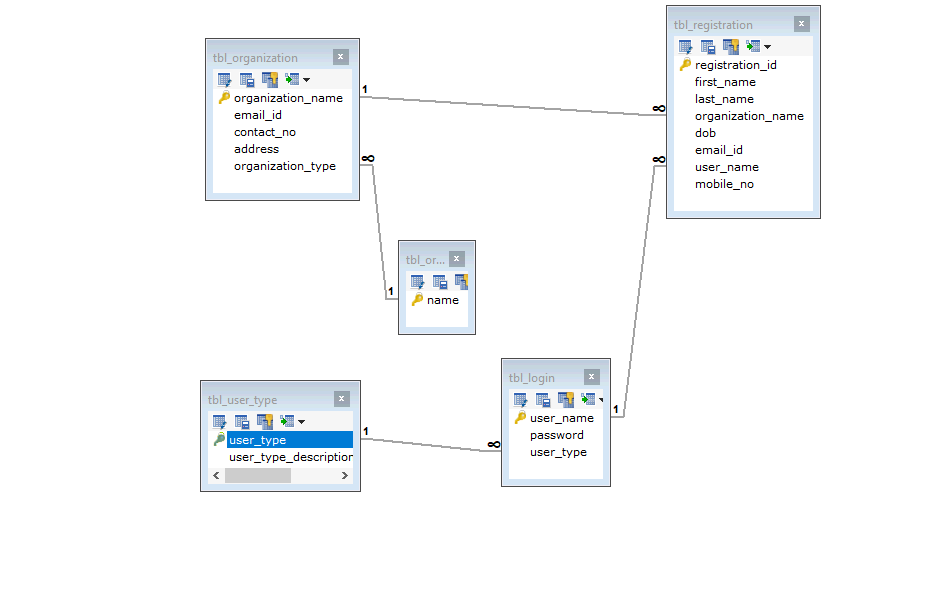 tbl_organization
organization_name
email_id
contact_no
address
organization_type
tbl_registration
registration_id
first_name
last_name
organization_name
dob
email_id
user_name
mobile_no
1
∞
∞
∞
tbl_or...
name
1
tbl_user_type
user_type
user_type_description
1
∞
tbl_login
user_name
password
user_type
1